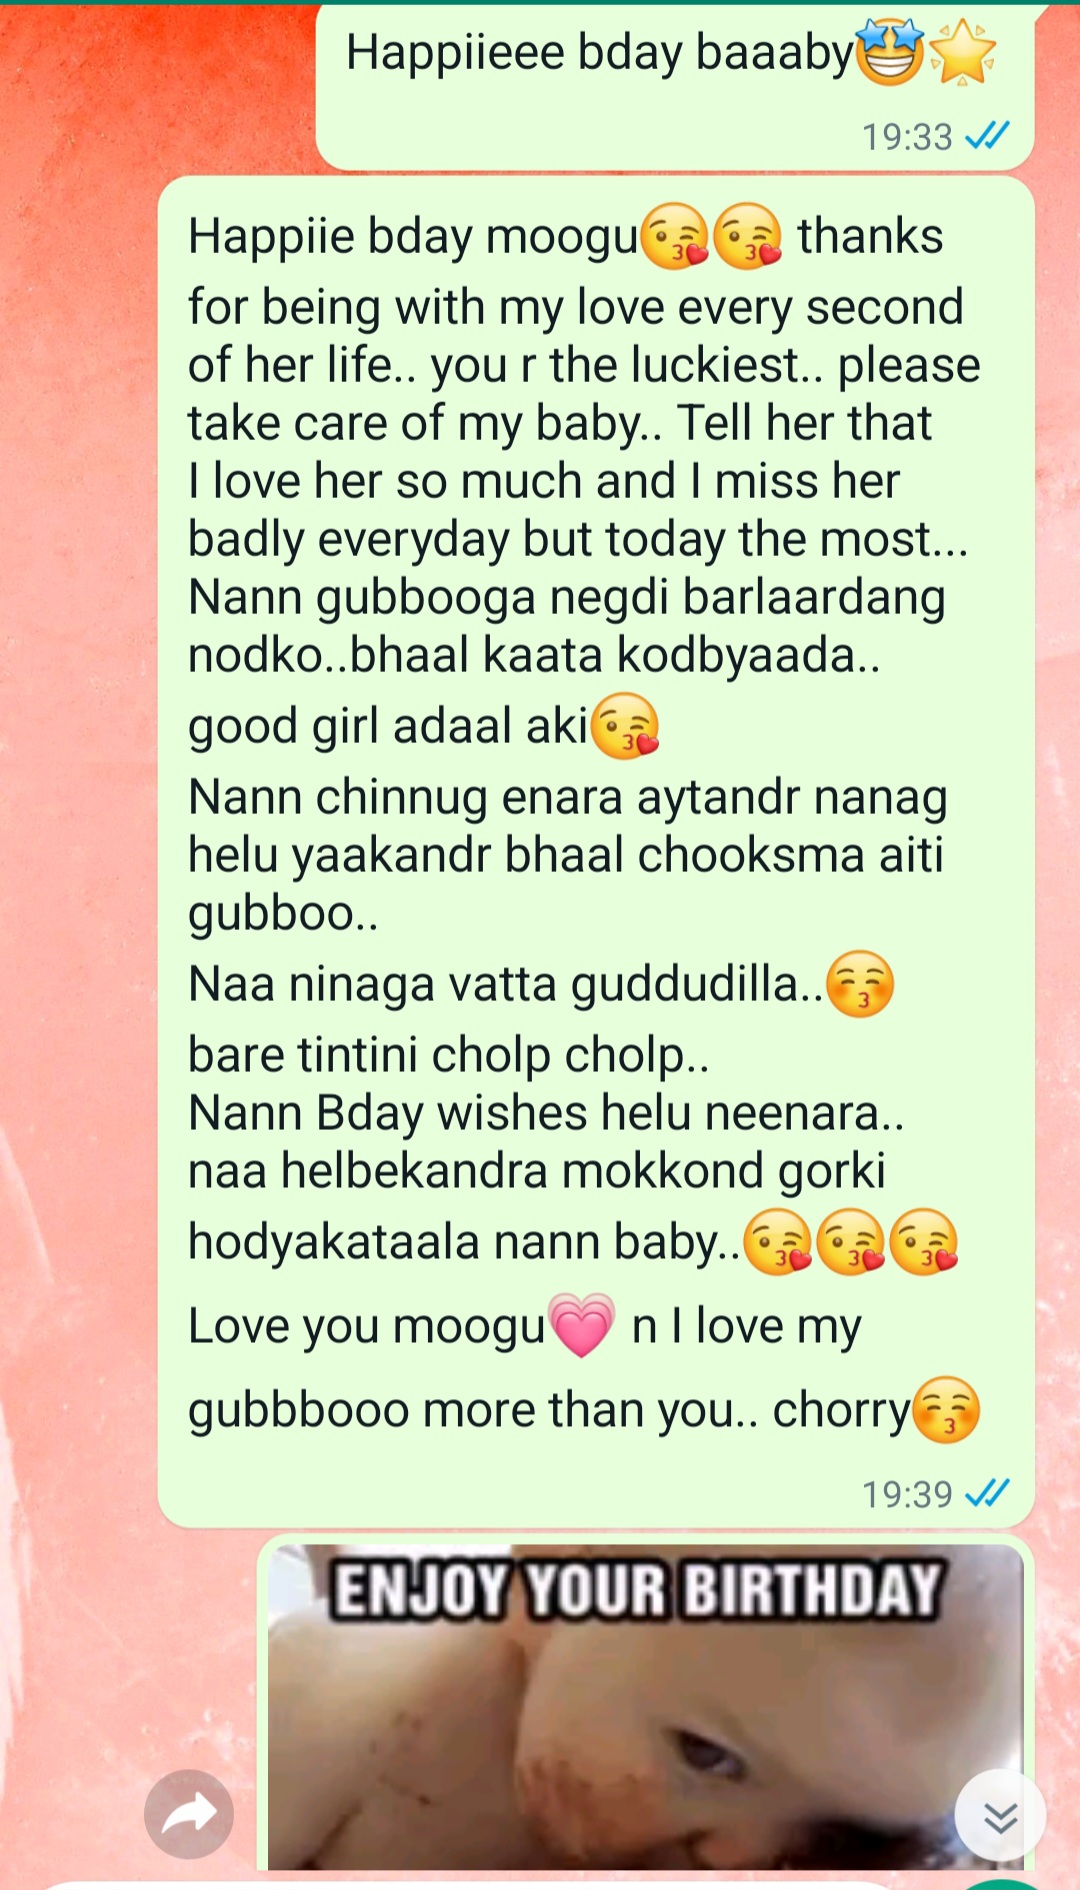 Happiieee bday baaaby🤩🌟
19:33
Happiie bday moogu😘😘 thanks
for being with my love every second
of her life.. you r the luckiest.. please
take care of my baby.. Tell her that
I love her so much and I miss her
badly everyday but today the most...
Nann gubbooga negdi barlaardang
nodko..bhaal kaata kodbyaada..
good girl adaal aki😘
Nann chinnug enara aytandr nanag
helu yaakandr bhaal chooksma aiti
gubboo..
Naa ninaga vatta guddudilla..😚
bare tintini cholp cholp..
Nann Bday wishes helu neenara..
naa helbekandra mokkond gorki
hodyakataala nann baby..😘😘😘
Love you moogu💗 n I love my
gubbbooo more than you.. chorry😚
19:39
ENJOY YOUR BIRTHDAY